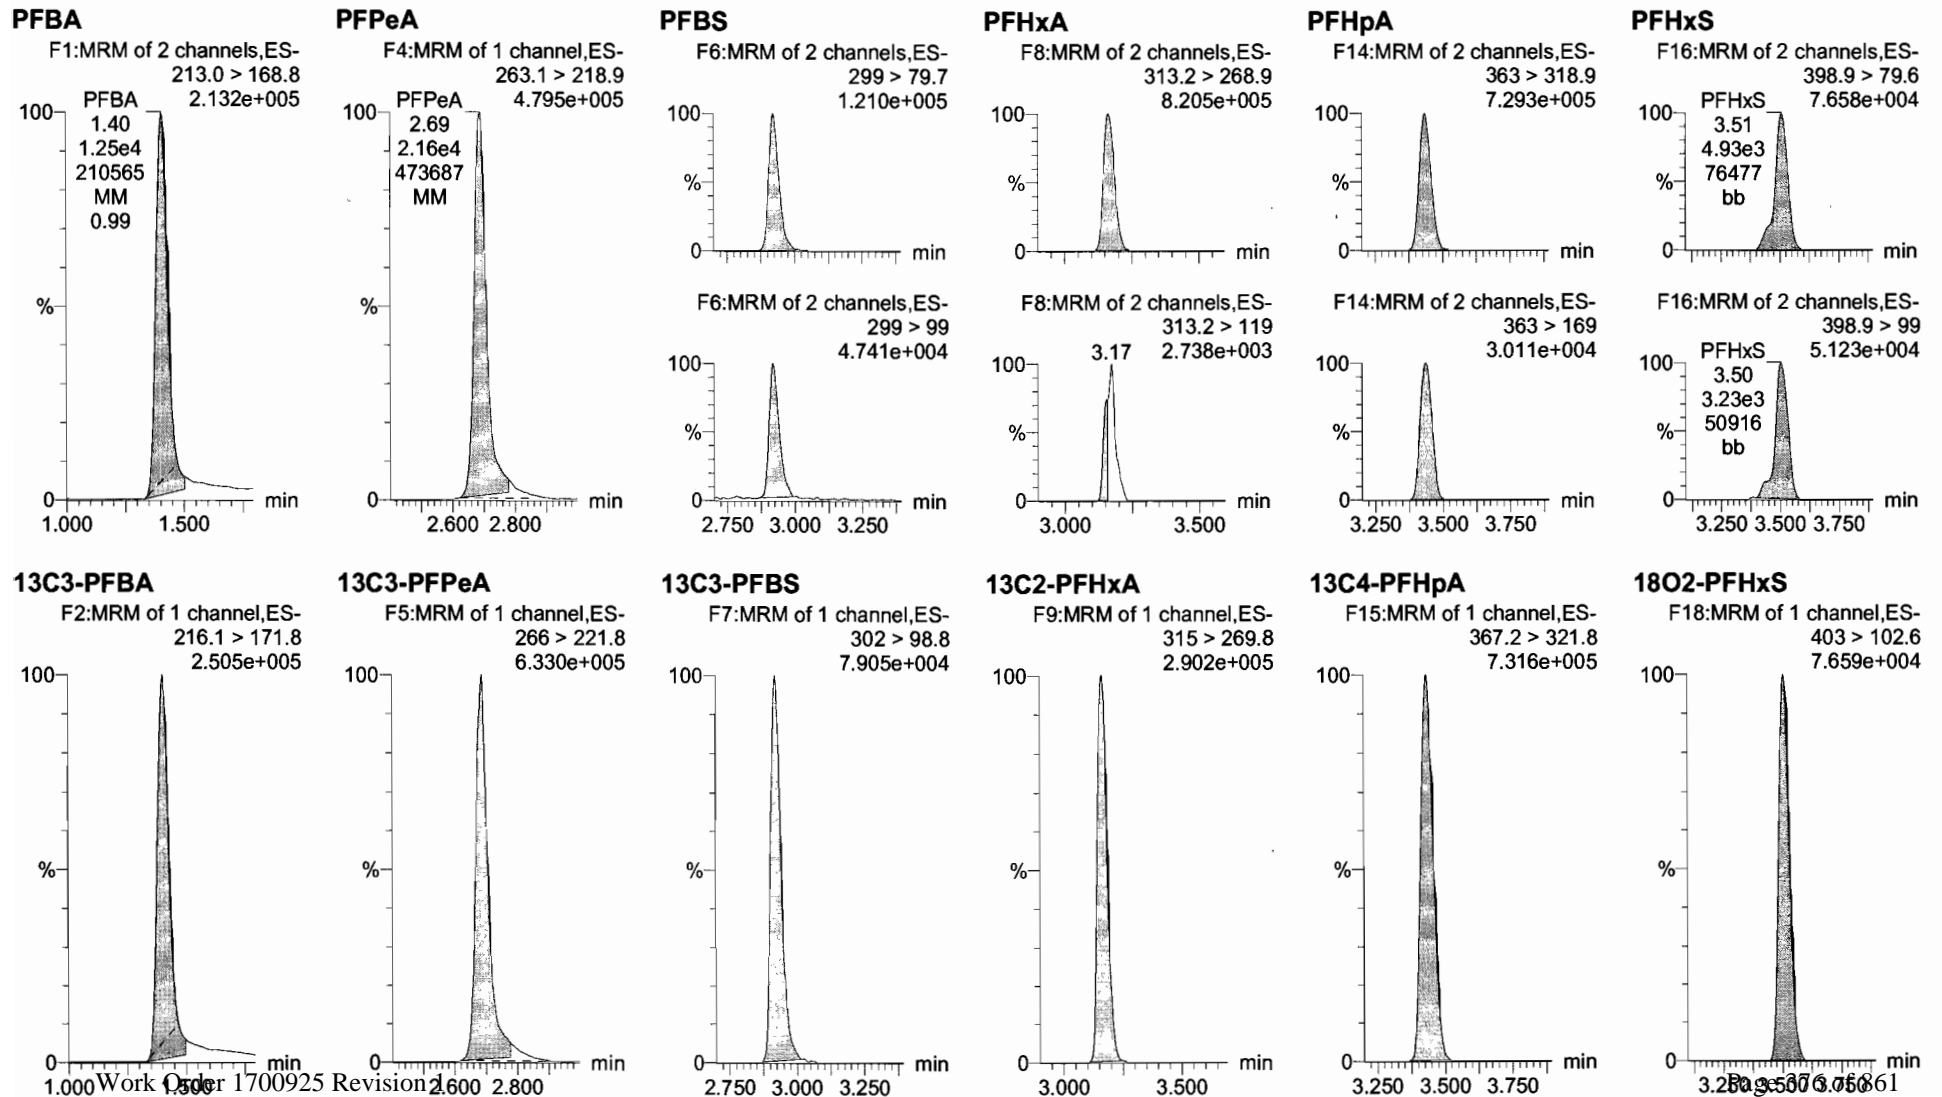 PFBA
F1:MRM of 2 channels,ES-
213.0 > 168.8
2.132e+005
PFBA
1.40
1.25e4
210565
MM
0.99
100
%
0
min
1.000 1.500
PFPeA
F4:MRM of 1 channel,ES-
263.1 > 218.9
4.795e+005
PFPeA
2.69
2.16e4
473687
MM
100
%
0
min
2.600 2.800
PFBS
F6:MRM of 2 channels,ES-
299 > 79.7
1.210e+005
100
%
0
min
F6:MRM of 2 channels,ES-
299 > 99
4.741e+004
100
%
0
min
2.750 3.000 3.250
PFHxA
F8:MRM of 2 channels,ES-
313.2 > 268.9
8.205e+005
100
%
0
min
F8:MRM of 2 channels,ES-
313.2 > 119
3.17 2.738e+003
100
%
0
min
3.000 3.500
PFHpA
F14:MRM of 2 channels,ES-
363 > 318.9
7.293e+005
100
%
0
min
F14:MRM of 2 channels,ES-
363 > 169
3.011e+004
100
%
0
min
3.250 3.500 3.750
PFHxS
F16:MRM of 2 channels,ES-
398.9 > 79.6
7.658e+004
PFHxS
3.51
4.93e3
76477
bb
100
%
0
min
F16:MRM of 2 channels,ES-
398.9 > 99
5.123e+004
PFHxS
3.50
3.23e3
50916
bb
100
%
0
min
3.250 3.500 3.750
13C3-PFBA
F2:MRM of 1 channel,ES-
216.1 > 171.8
2.505e+005
100
%
0
min
1.000 1.500
13C3-PFPeA
F5:MRM of 1 channel,ES-
266 > 221.8
6.330e+005
100
%
0
min
2.600 2.800
13C3-PFBS
F7:MRM of 1 channel,ES-
302 > 98.8
7.905e+004
100
%
0
min
2.750 3.000 3.250
13C2-PFHxA
F9:MRM of 1 channel,ES-
315 > 269.8
2.902e+005
100
%
0
min
3.000 3.500
13C4-PFHpA
F15:MRM of 1 channel,ES-
367.2 > 321.8
7.316e+005
100
%
0
min
3.250 3.500 3.750
18O2-PFHxS
F18:MRM of 1 channel,ES-
403 > 102.6
7.659e+004
100
%
0
min
3.250 3.500 3.750
Work Order 1700925 Revision 1
Page 376 of 861